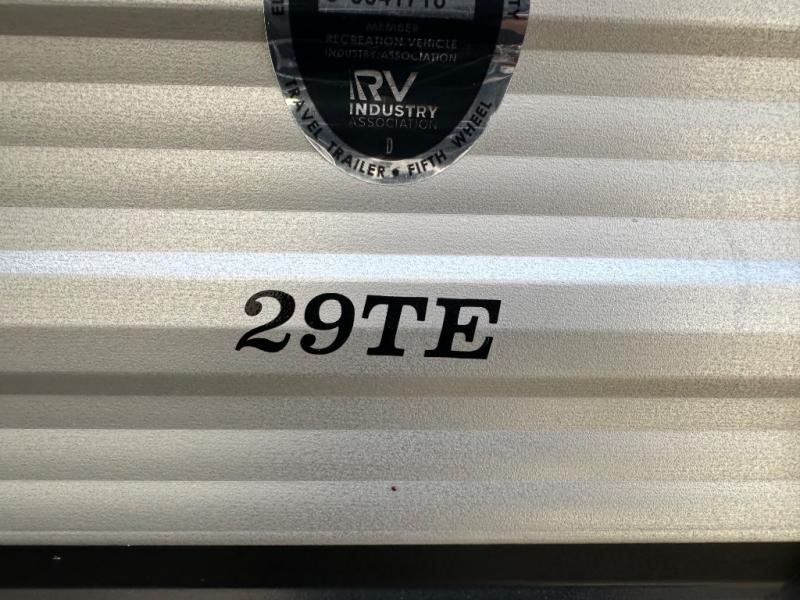 MEMBER
RECREATION VEHICLE
INDUSTRY ASSOCIATION
RV
INDUSTRY
ASSOCIATION
D
TRAVEL TRAILER • FIFTH WHEEL
29TE